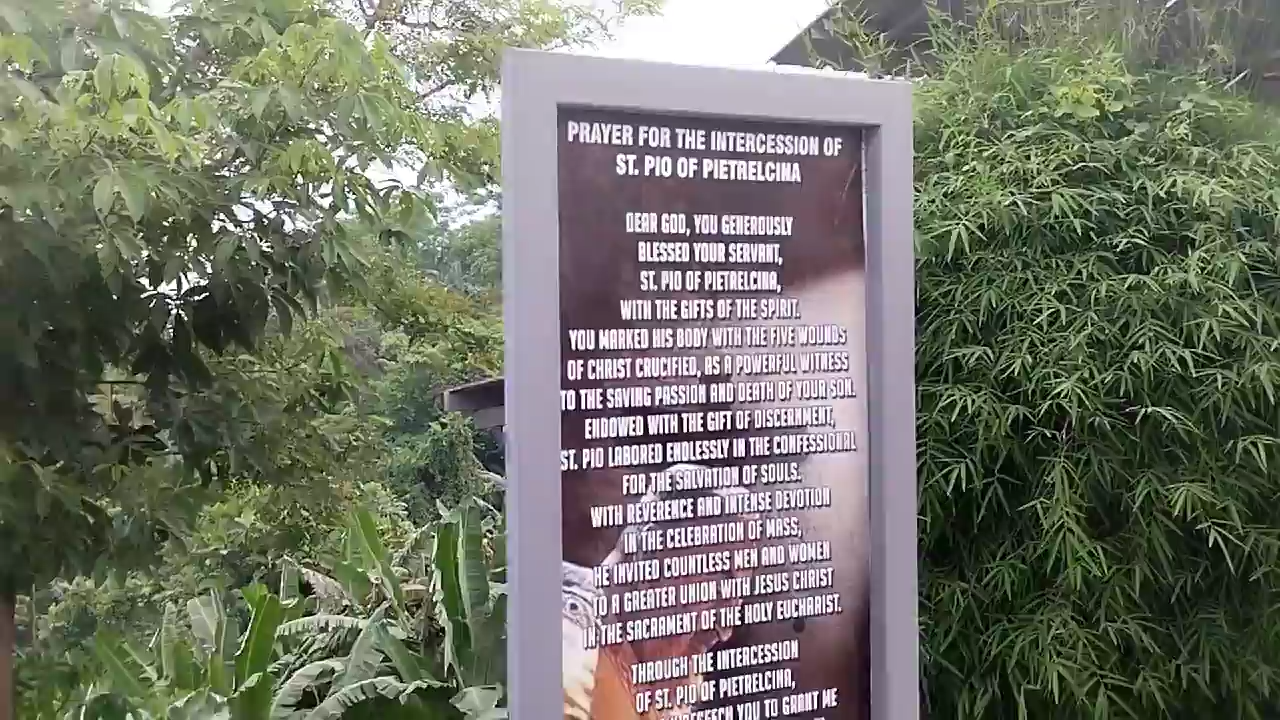 PRAYER FOR THE INTERCESSION OF
ST. PIO OF PIETRELCINA
DEAR GOD, YOU GENEROUSLY
BLESSED YOUR SERVANT,
ST. PIO OF PIETRELCINA,
WITH THE GIFTS OF THE SPIRIT.
YOU MARKED HIS BODY WITH THE FIVE WOUNDS
OF CHRIST CRUCIFIED, AS A POWERFUL WITNESS
TO THE SAVING PASSION AND DEATH OF YOUR SON.
ENDOWED WITH THE GIFT OF DISCERNMENT,
ST. PIO LABORED ENDLESSLY IN THE CONFESSIONAL
FOR THE SALVATION OF SOULS.
WITH REVERENCE AND INTENSE DEVOTION
IN THE CELEBRATION OF MASS,
HE INVITED COUNTLESS MEN AND WOMEN
TO A GREATER UNION WITH JESUS CHRIST
IN THE SACRAMENT OF THE HOLY EUCHARIST.
THROUGH THE INTERCESSION
OF ST. PIO OF PIETRELCINA,
BESEECH YOU TO GRANT ME